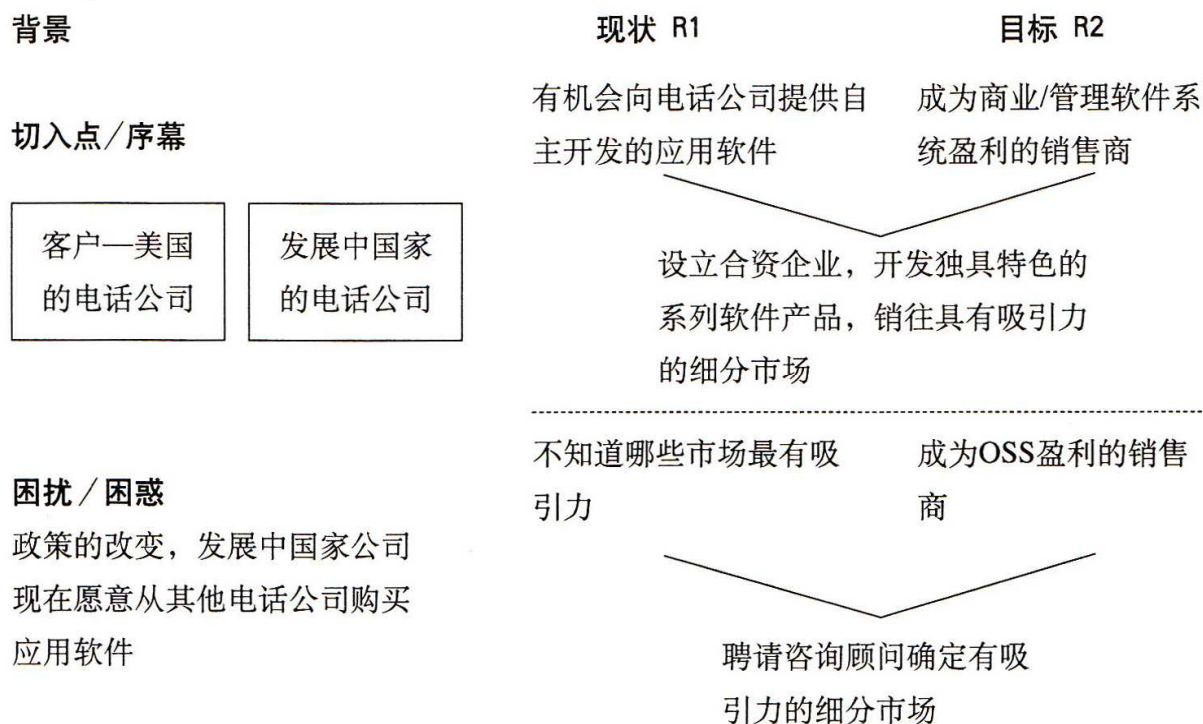 背景
切入点/序幕
客户—美国
的电话公司
发展中国家
的电话公司
困扰/困惑
政策的改变，发展中国家公司
现在愿意从其他电话公司购买
应用软件
现状 R1
目标 R2
有机会向电话公司提供自
主开发的应用软件
成为商业/管理软件系
统盈利的销售商
设立合资企业，开发独具特色的
系列软件产品，销往具有吸引力
的细分市场
不知道哪些市场最有吸
引力
成为OSS盈利的销售
商
聘请咨询顾问确定有吸
引力的细分市场